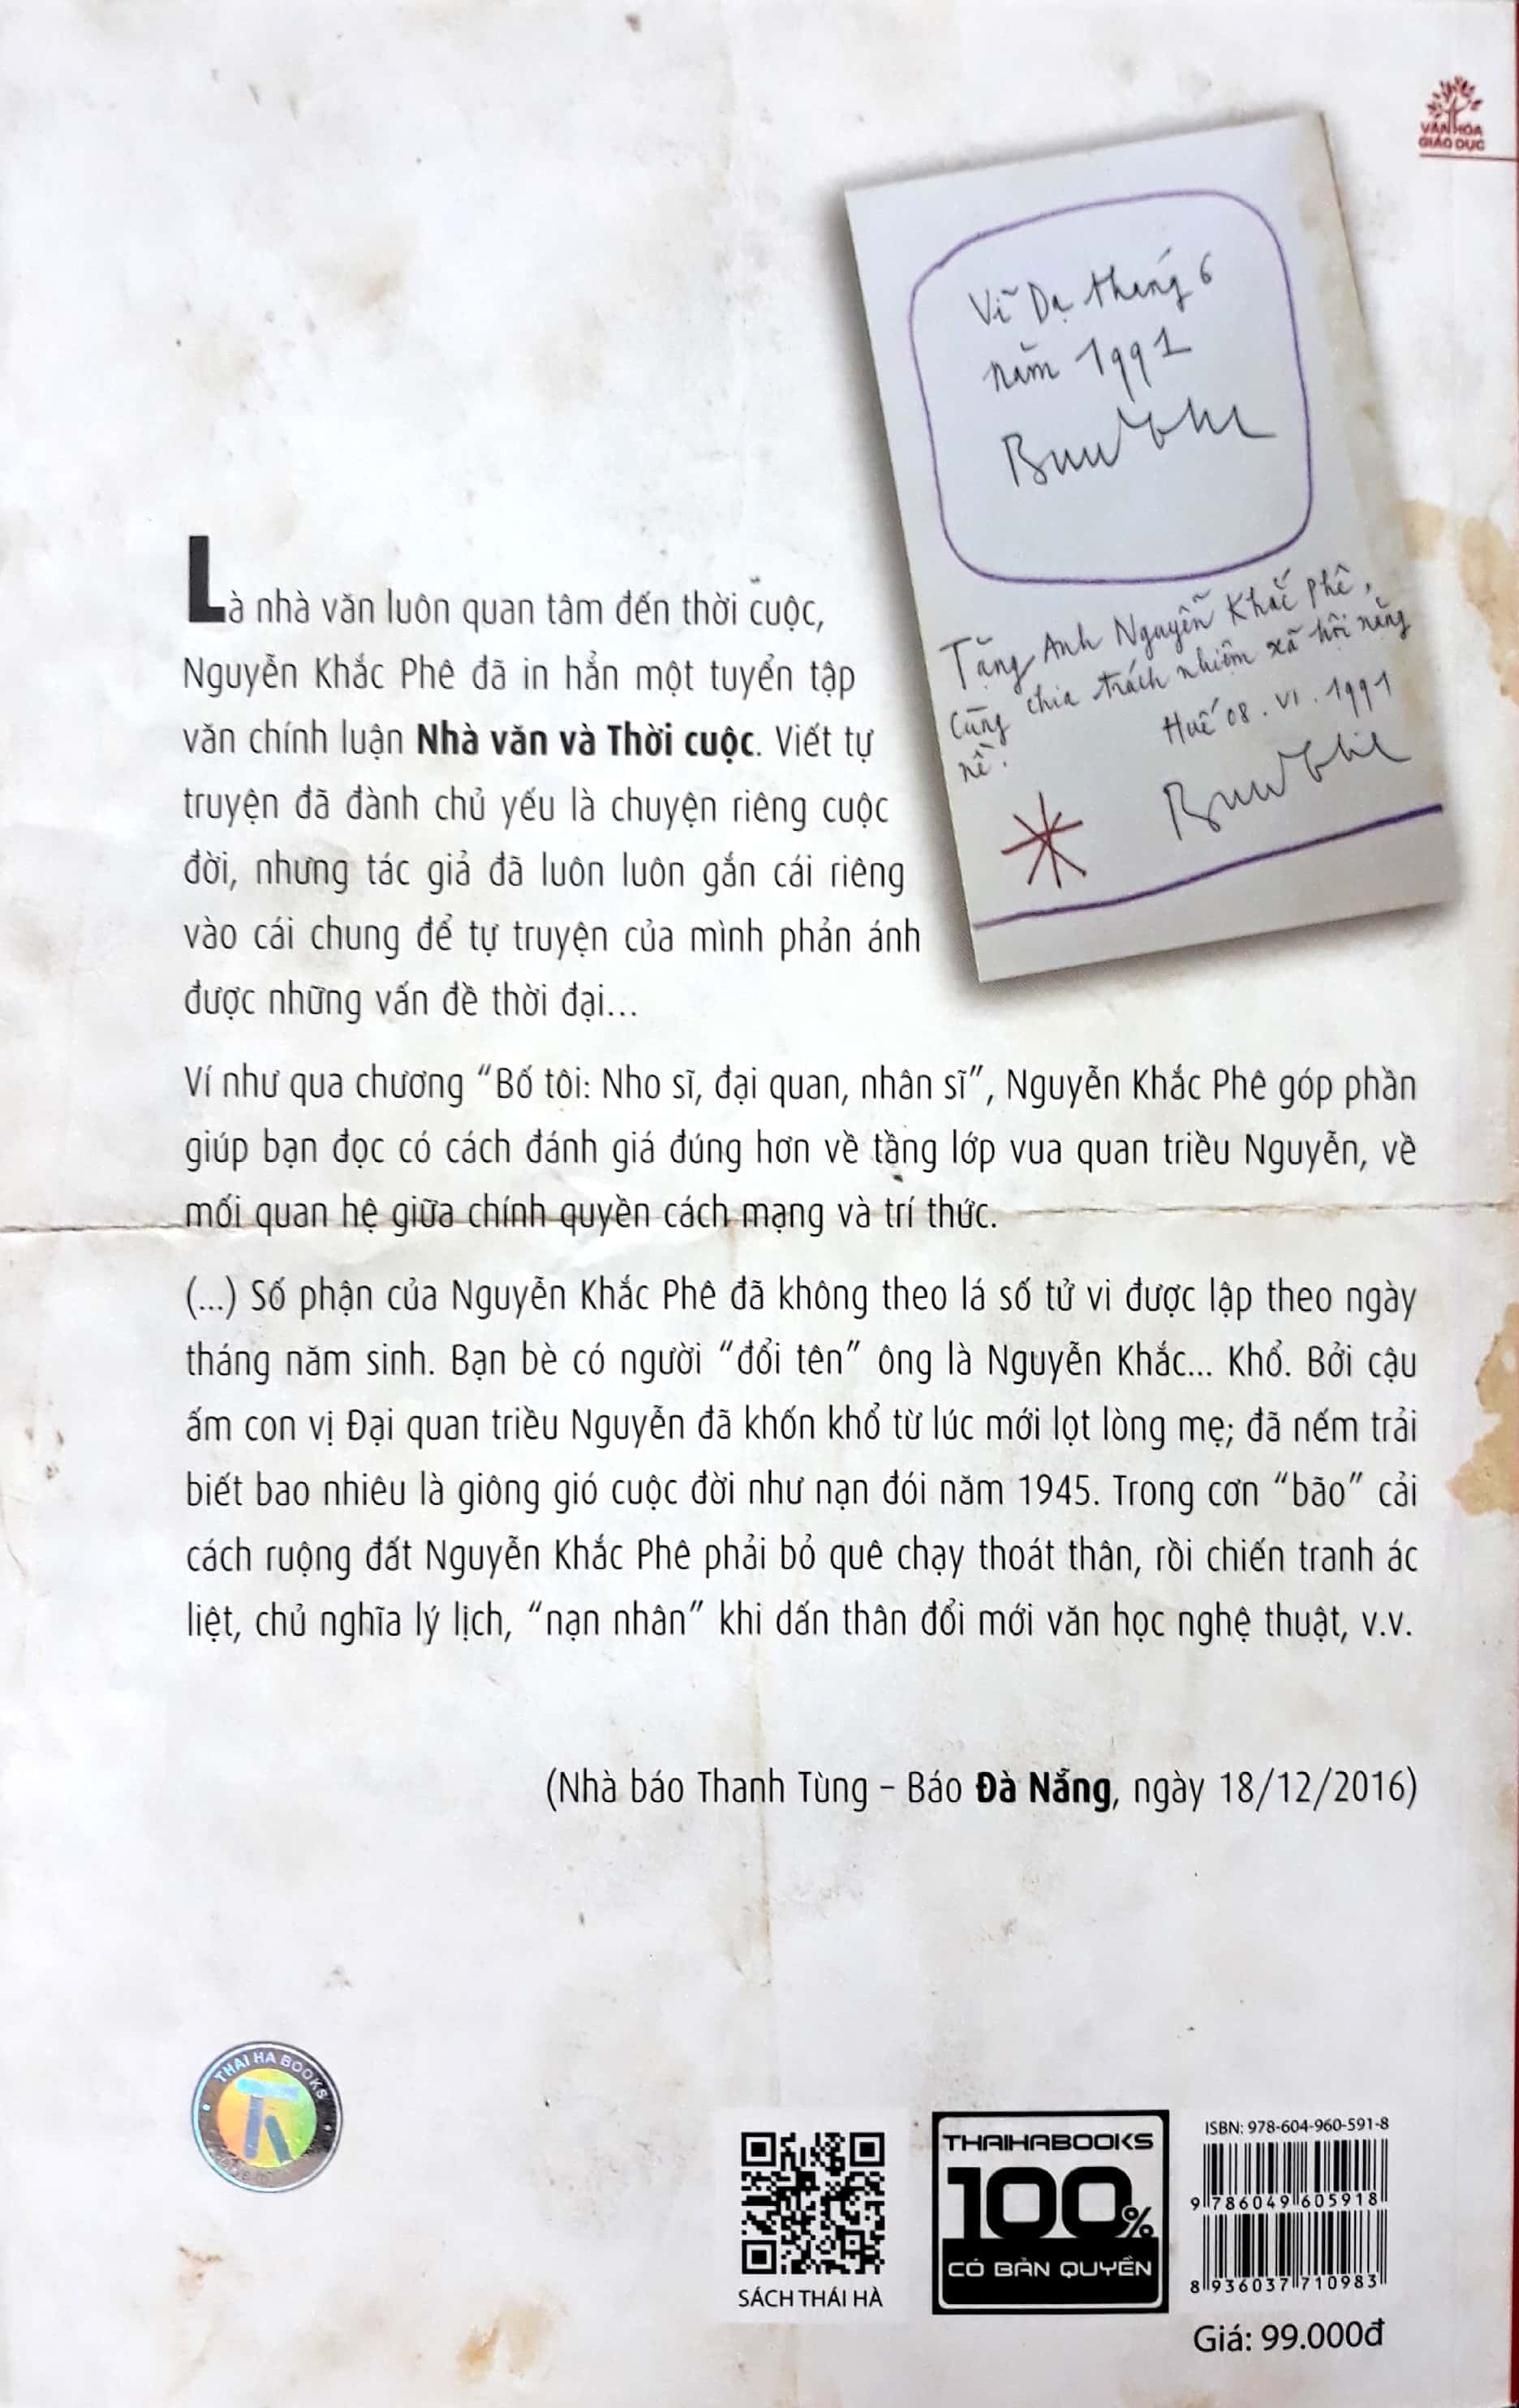 VĂN HÓA
GIÁO DỤC
Vĩ Dạ tháng 6
năm 1991
Tặng Anh Nguyễn Khắc Phê,
Cùng chia trách nhiệm xã hội nặng
nề.
Huế 08.VI.1991
Là nhà văn luôn quan tâm đến thời cuộc,
Nguyễn Khắc Phê đã in hẳn một tuyển tập
văn chính luận Nhà văn và Thời cuộc. Viết tự
truyện đã đành chủ yếu là chuyện riêng cuộc
đời, nhưng tác giả đã luôn luôn gắn cái riêng
vào cái chung để tự truyện của mình phản ánh
được những vấn đề thời đại...
Ví như qua chương “Bố tôi: Nho sĩ, đại quan, nhân sĩ”, Nguyễn Khắc Phê góp phần
giúp bạn đọc có cách đánh giá đúng hơn về tầng lớp vua quan triều Nguyễn, về
mối quan hệ giữa chính quyền cách mạng và trí thức.
(...) Số phận của Nguyễn Khắc Phê đã không theo lá số tử vi được lập theo ngày
tháng năm sinh. Bạn bè có người “đổi tên” ông là Nguyễn Khắc... Khổ. Bởi cậu
ấm con vị Đại quan triều Nguyễn đã khốn khổ từ lúc mới lọt lòng mẹ; đã nếm trải
biết bao nhiêu là giông gió cuộc đời như nạn đói năm 1945. Trong cơn “bão” cải
cách ruộng đất Nguyễn Khắc Phê phải bỏ quê chạy thoát thân, rồi chiến tranh ác
liệt, chủ nghĩa lý lịch, “nạn nhân” khi dấn thân đổi mới văn học nghệ thuật, v.v.
(Nhà báo Thanh Tùng – Báo Đà Nẵng, ngày 18/12/2016)
THAI HA BOOKS
SÁCH THÁI HÀ
THAIHABOOKS
100%
CÓ BẢN QUYỀN
ISBN: 978-604-960-591-8
9 786049 605918
8 936037 710983
Giá: 99.000đ